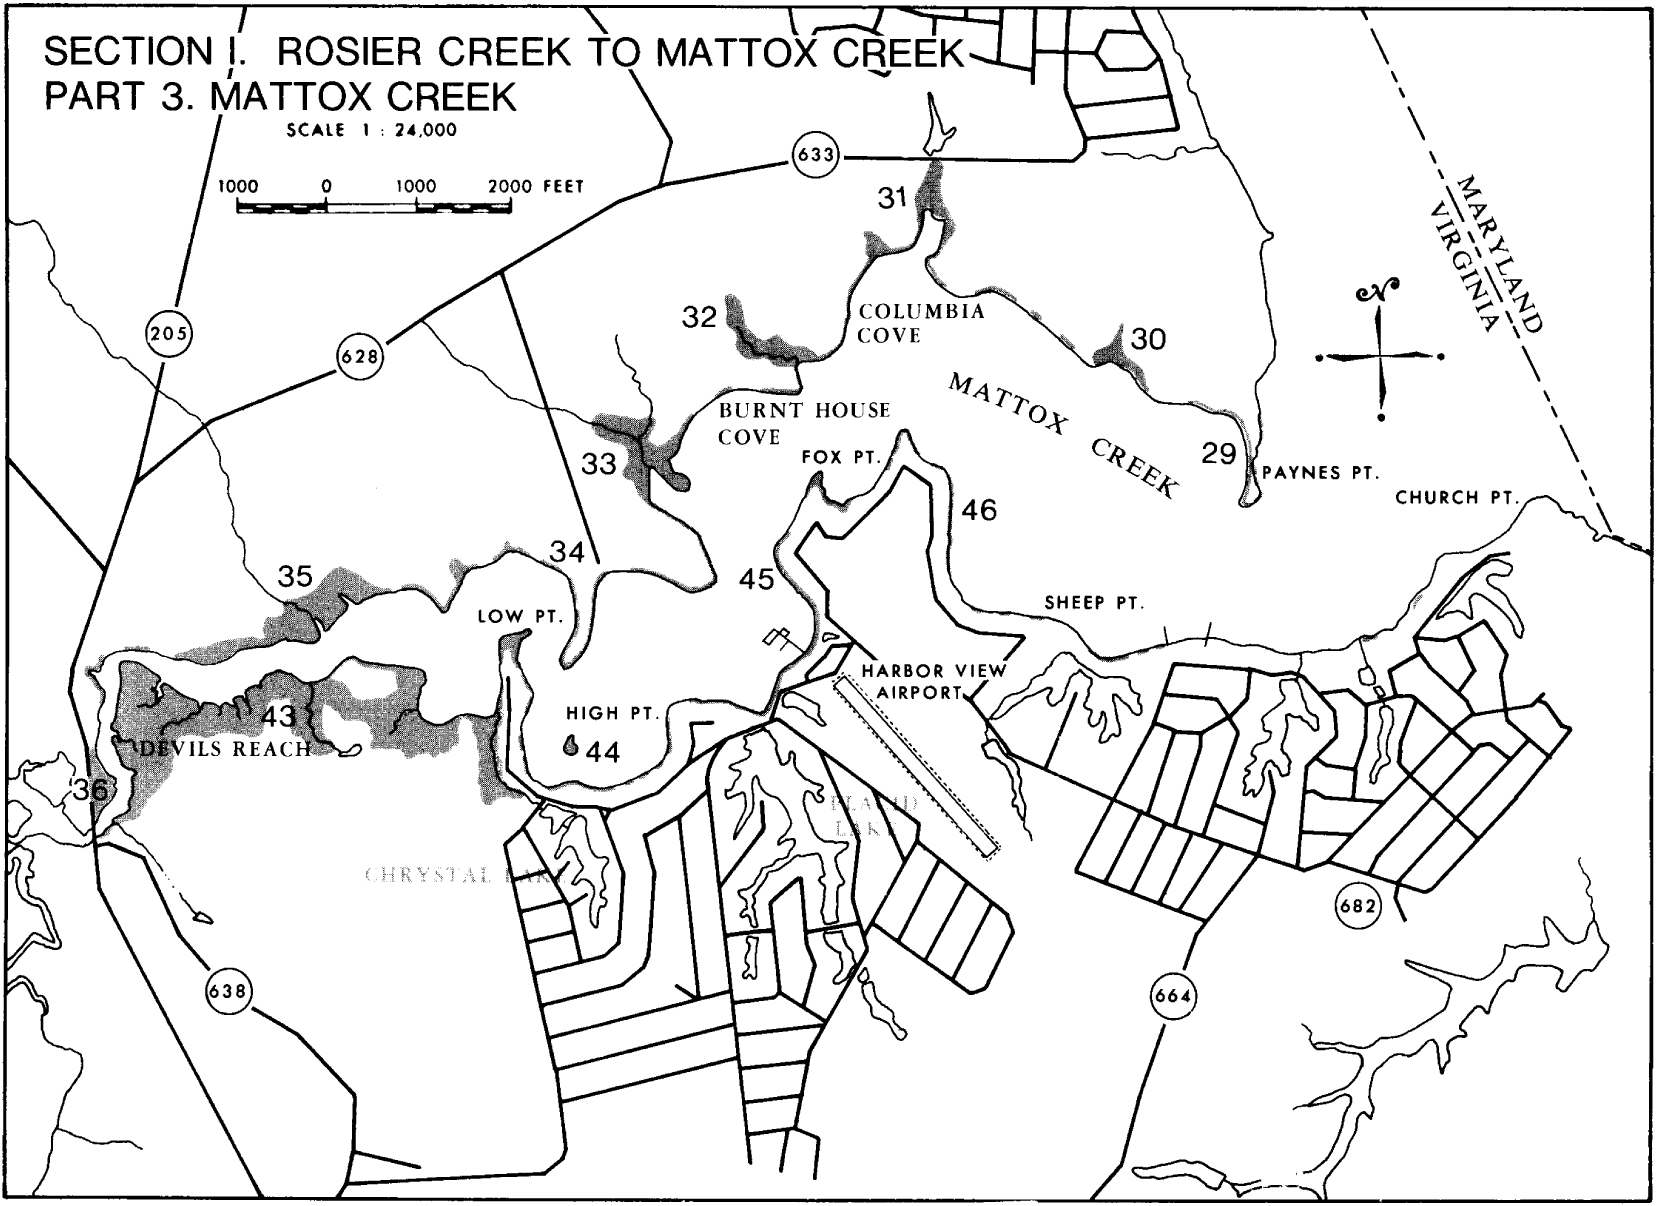 SECTION I. ROSIER CREEK TO MATTOX CREEK
PART 3. MATTOX CREEK
SCALE 1 : 24,000
1000 0 1000 2000 FEET
633
31
MARYLAND
VIRGINIA
N
205
628
32
COLUMBIA
COVE
30
MATTOX CREEK
BURNT HOUSE
COVE
33
FOX PT.
29
PAYNES PT.
CHURCH PT.
46
34
35
45
LOW PT.
SHEEP PT.
HARBOR VIEW
AIRPORT
43
HIGH PT.
DEVILS REACH
44
36
PLACID
LAKE
CHRYSTAL LAKE
682
638
664